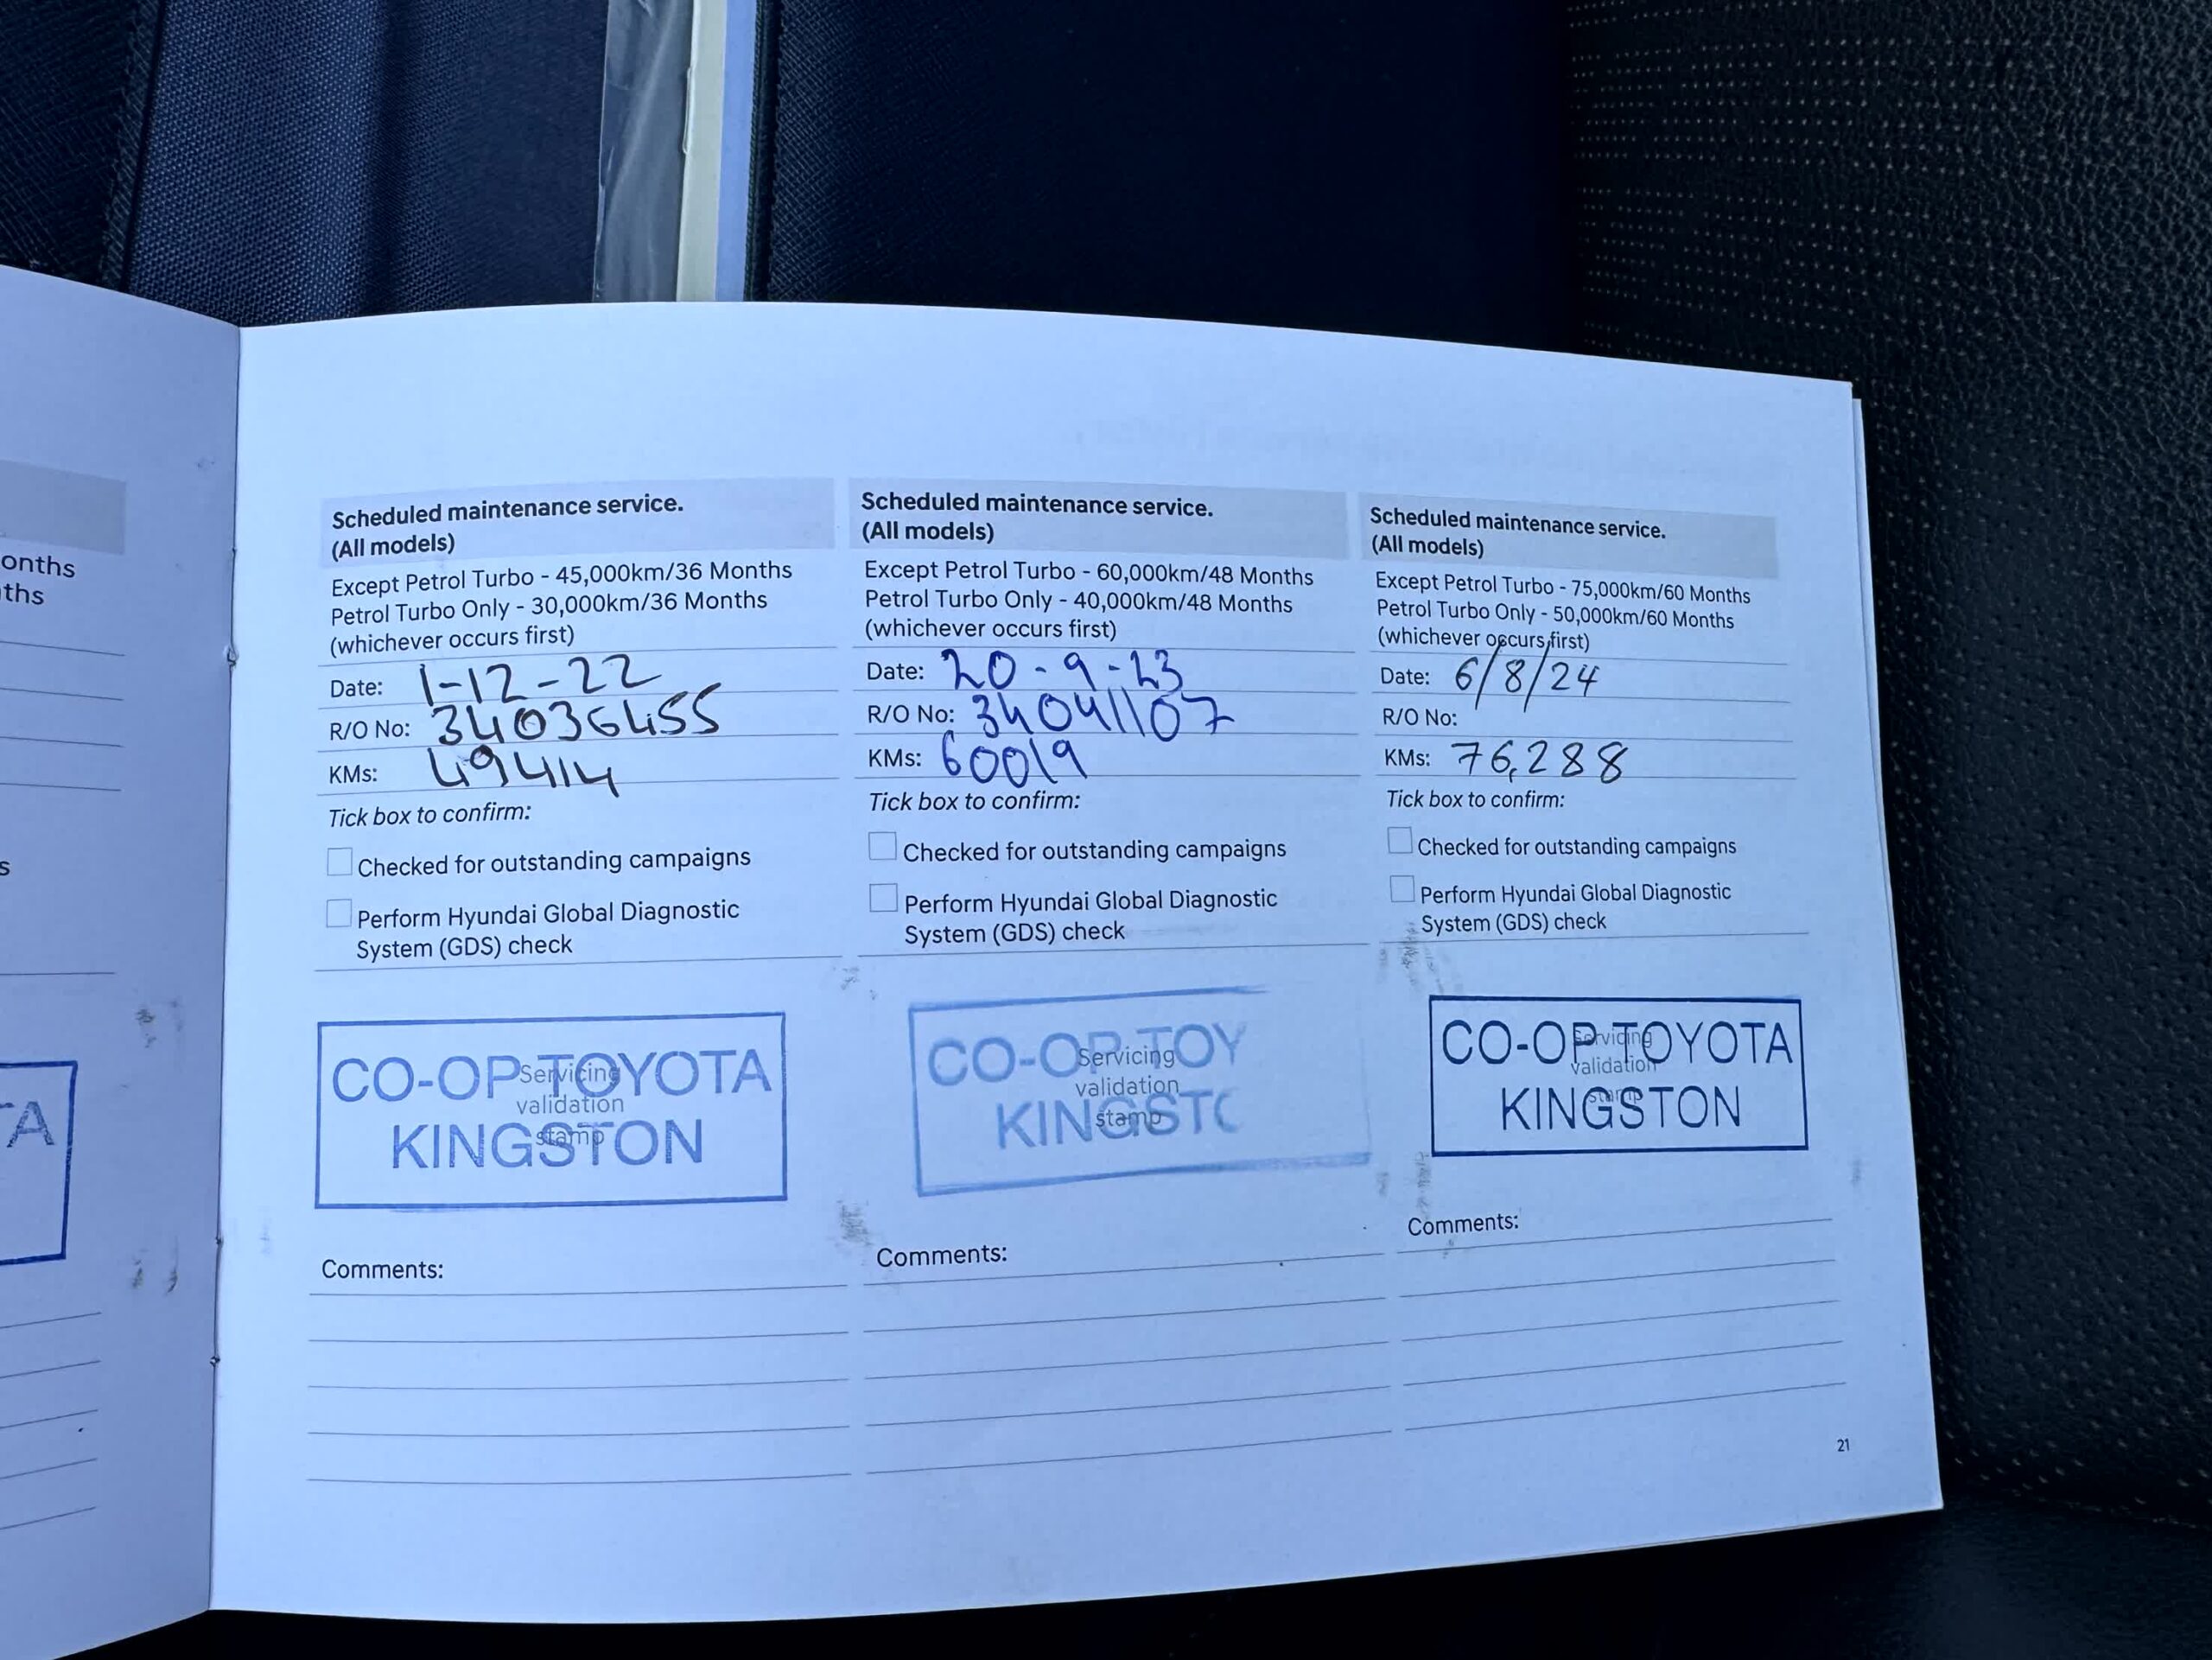 onths
ths
s
TA
Scheduled maintenance service.
(All models)
Except Petrol Turbo - 45,000km/36 Months
Petrol Turbo Only - 30,000km/36 Months
(whichever occurs first)
Date: 1-12-22
R/O No: 34036455
KMs: 49414
Tick box to confirm:
Checked for outstanding campaigns
Perform Hyundai Global Diagnostic
System (GDS) check
CO-OP TOYOTA
KINGSTON
Servicing
validation
stamp
Comments:
Scheduled maintenance service.
(All models)
Except Petrol Turbo - 60,000km/48 Months
Petrol Turbo Only - 40,000km/48 Months
(whichever occurs first)
Date: 20-9-23
R/O No: 34041107
KMs: 60019
Tick box to confirm:
Checked for outstanding campaigns
Perform Hyundai Global Diagnostic
System (GDS) check
CO-OP TOY
KINGSTO
Servicing
validation
stamp
Comments:
Scheduled maintenance service.
(All models)
Except Petrol Turbo - 75,000km/60 Months
Petrol Turbo Only - 50,000km/60 Months
(whichever occurs first)
Date: 6/8/24
R/O No:
KMs: 76,288
Tick box to confirm:
Checked for outstanding campaigns
Perform Hyundai Global Diagnostic
System (GDS) check
CO-OP TOYOTA
KINGSTON
Servicing
validation
stamp
Comments:
21